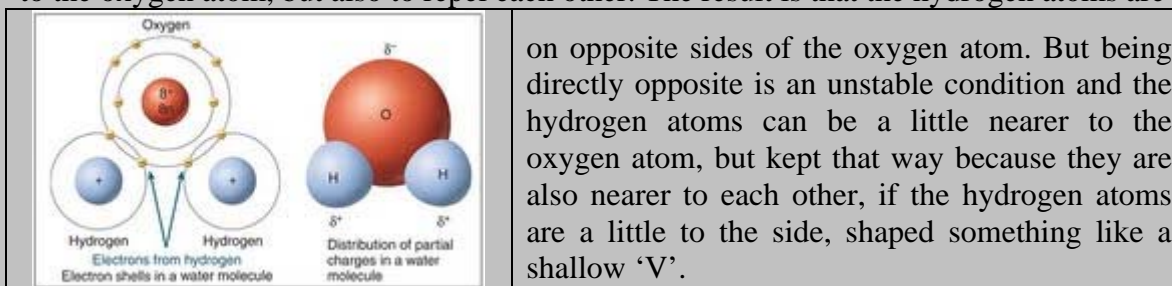 to the oxygen atom, but also to repel each other. The result is that the hydrogen atoms are
Oxygen
8+
8n
+
+
Hydrogen
Hydrogen
Electrons from hydrogen
Electron shells in a water molecule
δ-
O
H
H
δ+
δ+
Distribution of partial
charges in a water
molecule
on opposite sides of the oxygen atom. But being
directly opposite is an unstable condition and the
hydrogen atoms can be a little nearer to the
oxygen atom, but kept that way because they are
also nearer to each other, if the hydrogen atoms
are a little to the side, shaped something like a
shallow ‘V’.